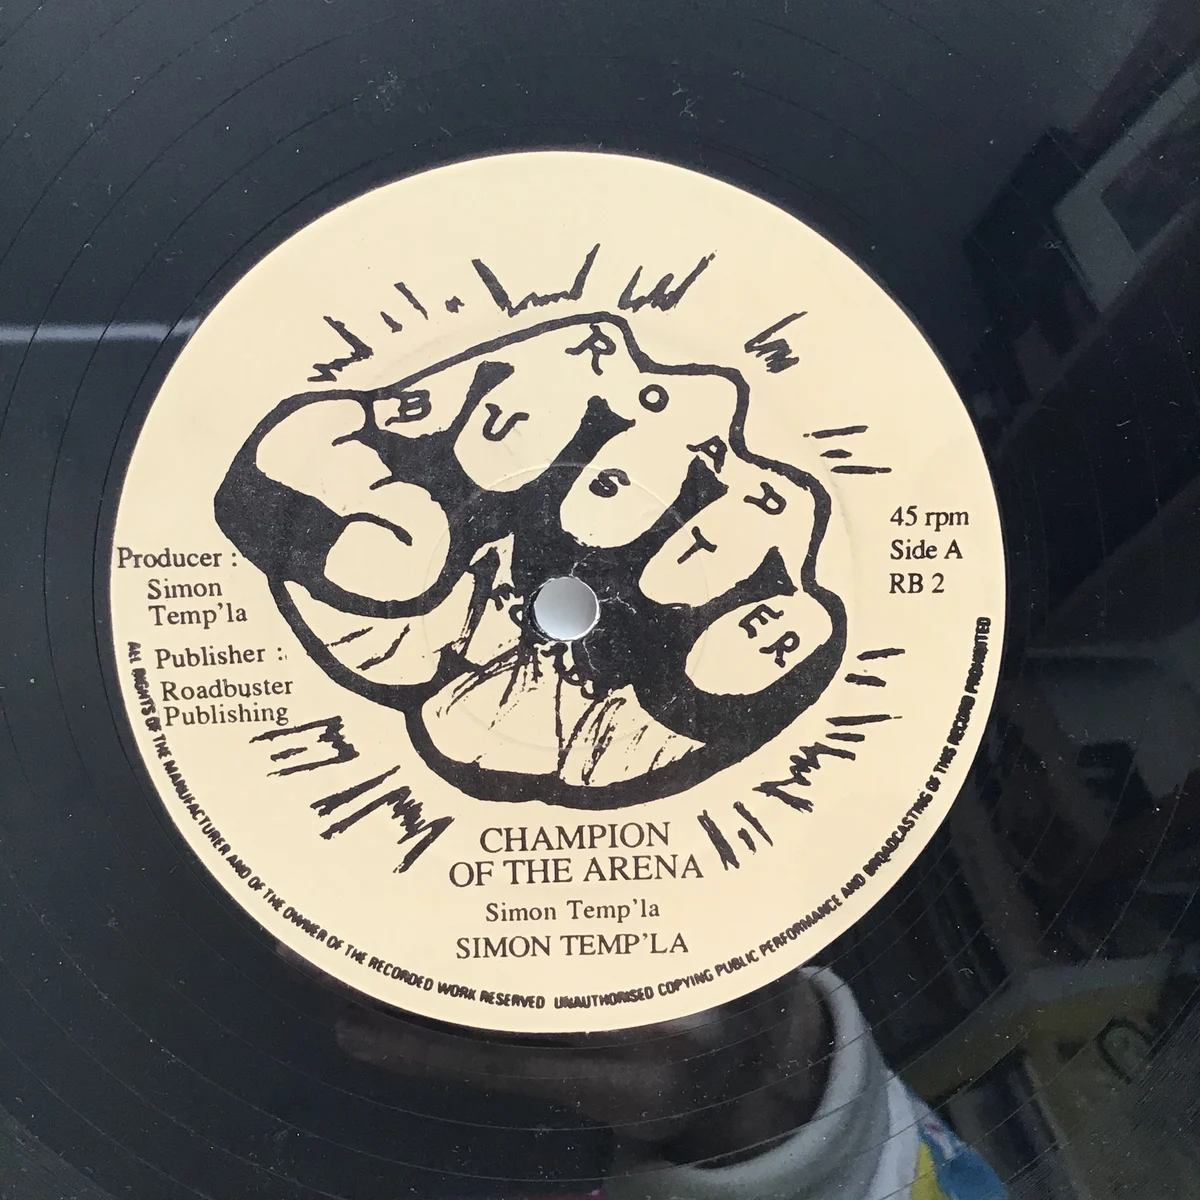 ROAD
BUSTER
Producer :
Simon
Temp'la
Publisher :
Roadbuster
Publishing
45 rpm
Side A
RB 2
CHAMPION
OF THE ARENA
Simon Temp'la
SIMON TEMP'LA
ALL RIGHTS OF THE MANUFACTURER AND OF THE OWNER OF THE RECORDED WORK RESERVED UNAUTHORISED COPYING PUBLIC PERFORMANCE AND BROADCASTING OF THIS RECORD PROHIBITED